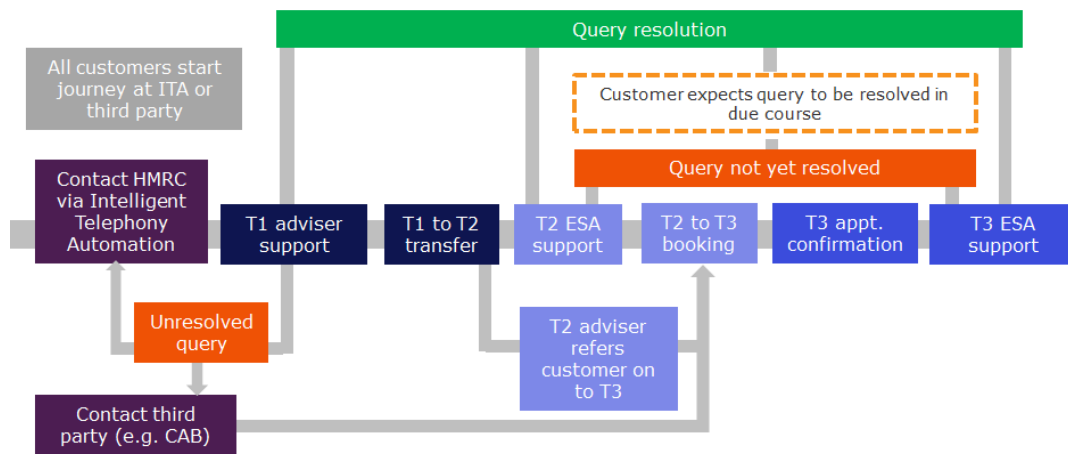 Query resolution
All customers start
journey at ITA or
third party
Customer expects query to be resolved in
due course
Query not yet resolved
Contact HMRC
via Intelligent
Telephony
Automation
T1 adviser
support
T1 to T2
transfer
T2 ESA
support
T2 to T3
booking
T3 appt.
confirmation
T3 ESA
support
Unresolved
query
T2 adviser
refers
customer on
to T3
Contact third
party (e.g. CAB)